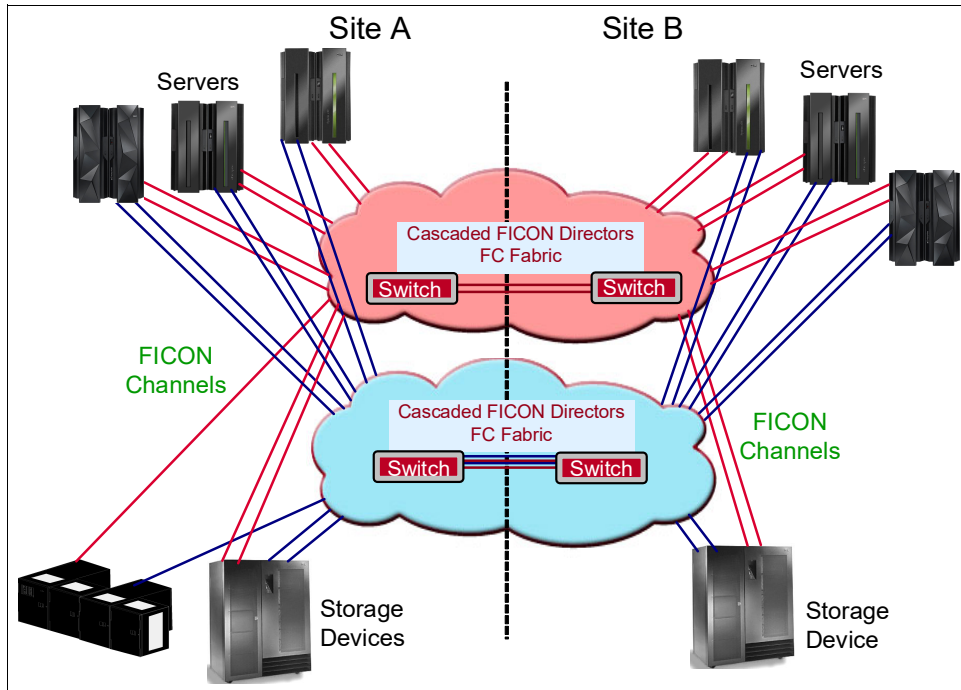 Site A
Site B
Servers
Servers
Cascaded FICON Directors
FC Fabric
Switch
Switch
FICON
Channels
Cascaded FICON Directors
FC Fabric
Switch
Switch
FICON
Channels
Storage
Devices
Storage
Device